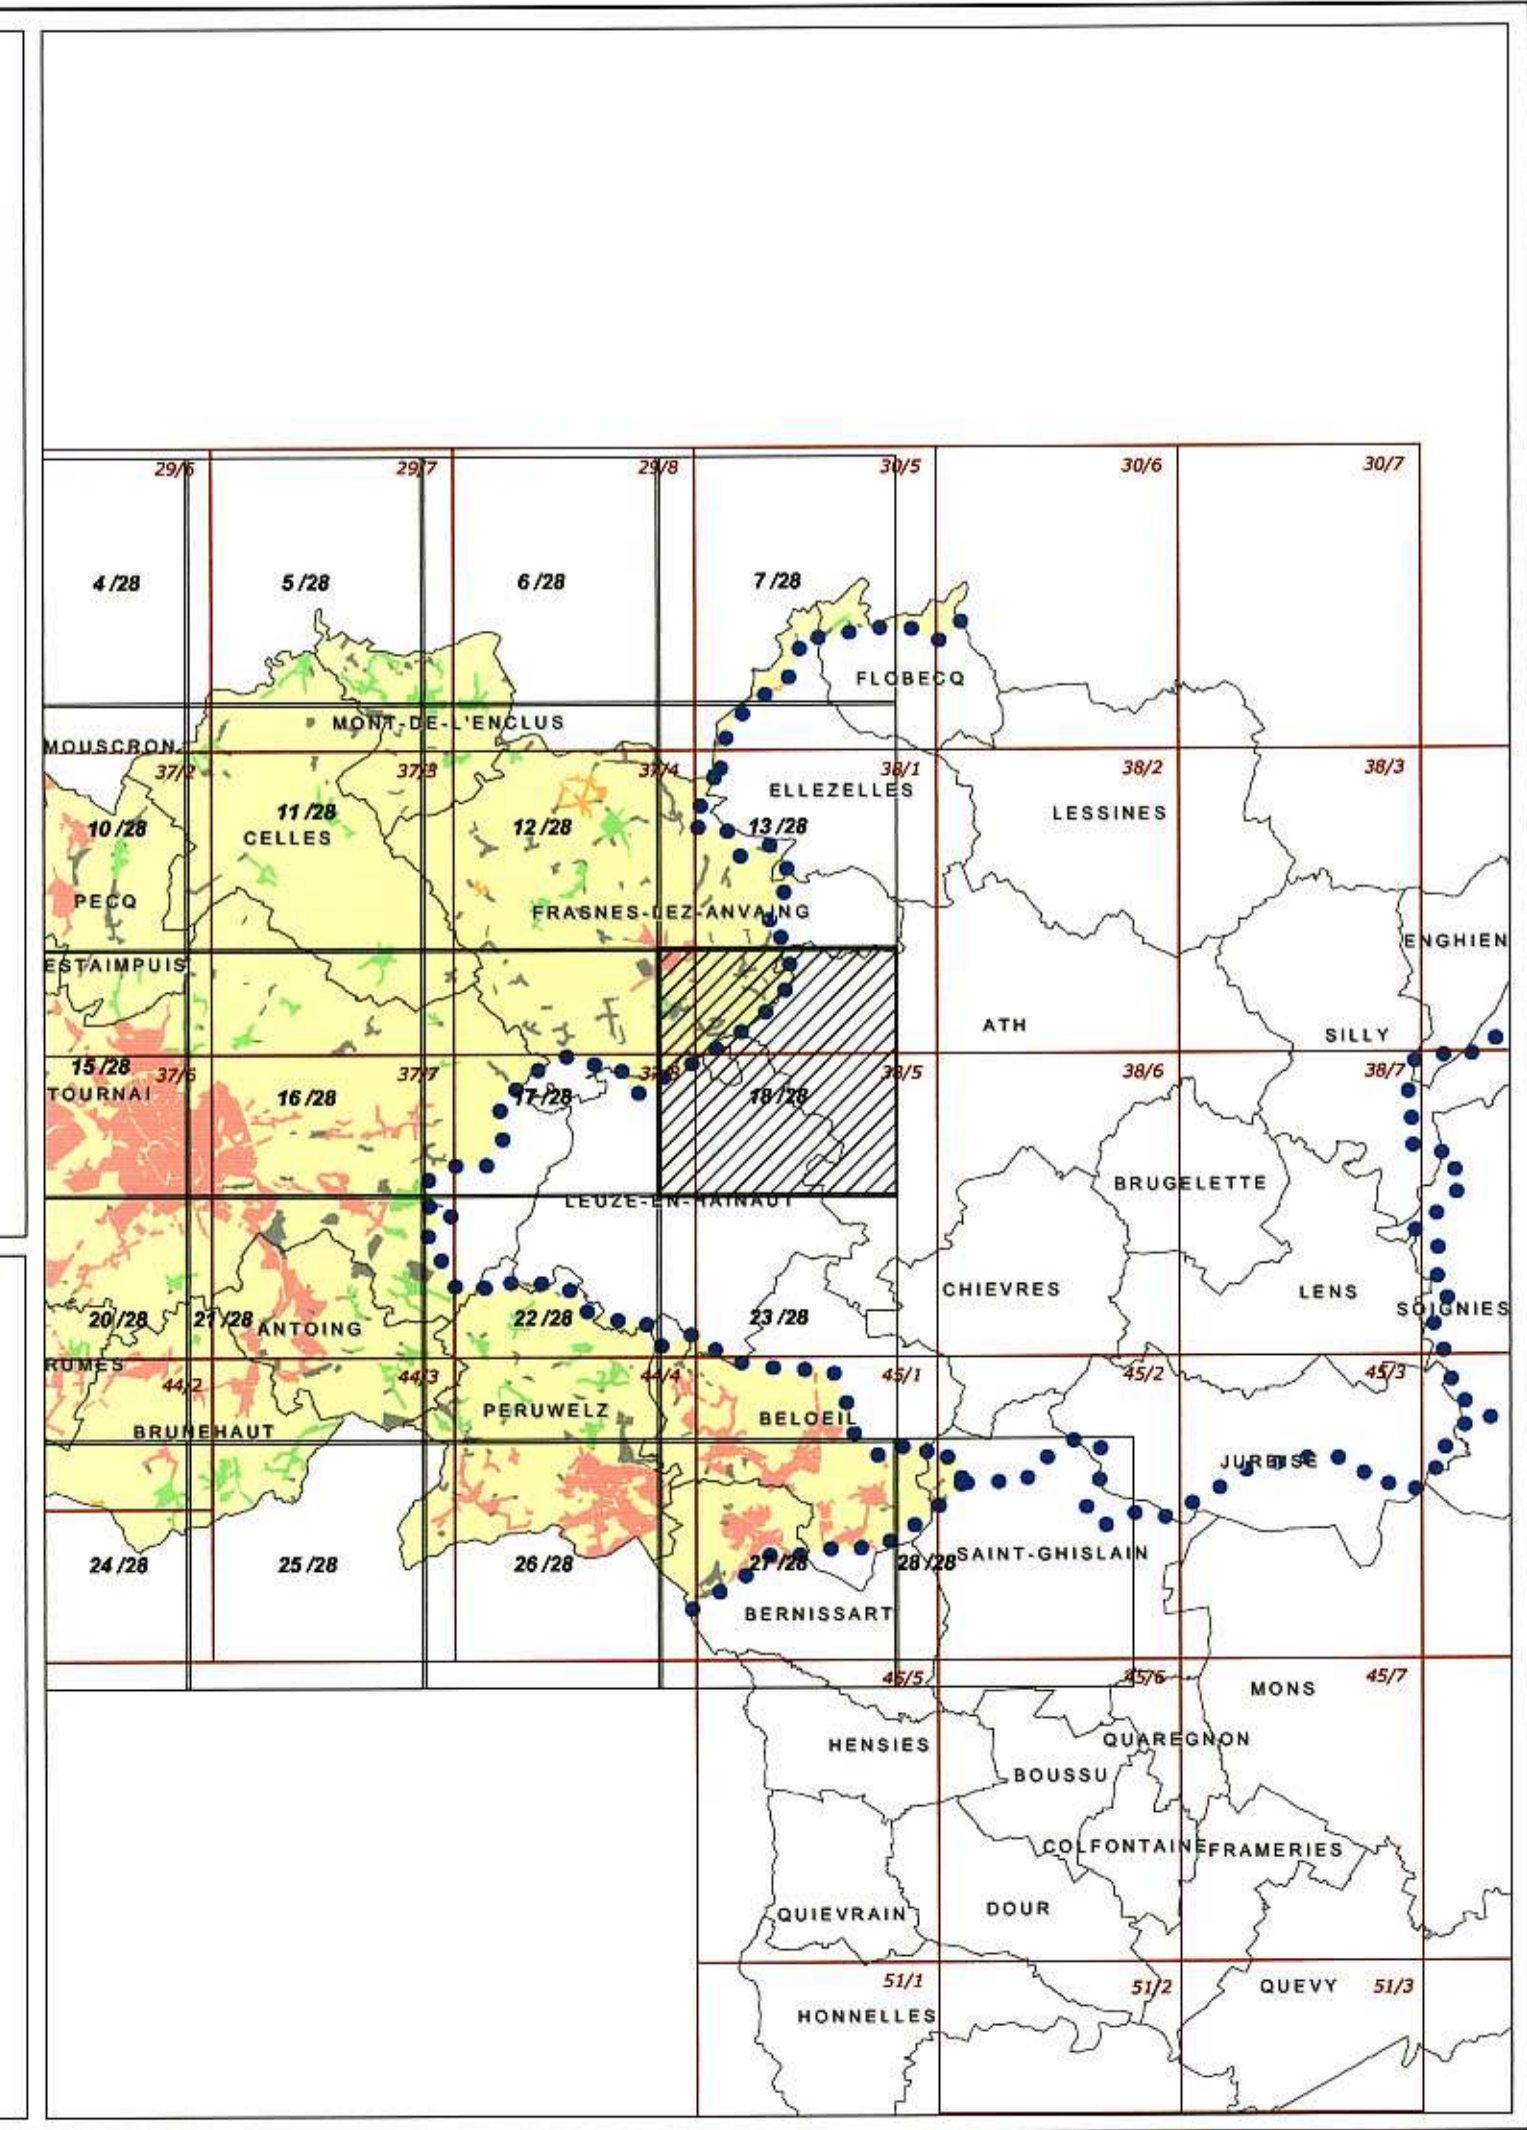 29/6 29/7 29/8 30/5 30/6 30/7
4 /28 5 /28 6 /28 7 /28
FLOBECQ
MONT-DE-L'ENCLUS
MOUSCRON
37/2 37/3 37/4 38/1 38/2 38/3
ELLEZELLES
LESSINES
10 /28 11 /28 12 /28 13 /28
CELLES
PECQ
FRASNES-LEZ-ANVAING
ENGHIEN
ESTAIMPUIS
ATH
SILLY
15 /28
37/6 37/7 37/8 38/5 38/6 38/7
TOURNAI
16 /28 17 /28 18 /28
BRUGELETTE
LEUZE-EN-HAINAUT
CHIEVRES
LENS
SOIGNIES
20 /28 21 /28 22 /28 23 /28
ANTOING
RUMES
44/2 44/3 44/4 45/1 45/2 45/3
PERUWELZ
BELOEIL
BRUNEHAUT
JURBISE
SAINT-GHISLAIN
24 /28 25 /28 26 /28 27 /28 28 /28
BERNISSART
45/5 45/6 45/7
MONS
HENSIES
QUAREGNON
BOUSSU
COLFONTAINE
FRAMERIES
QUIEVRAIN
DOUR
51/1 51/2 51/3
QUEVY
HONNELLES